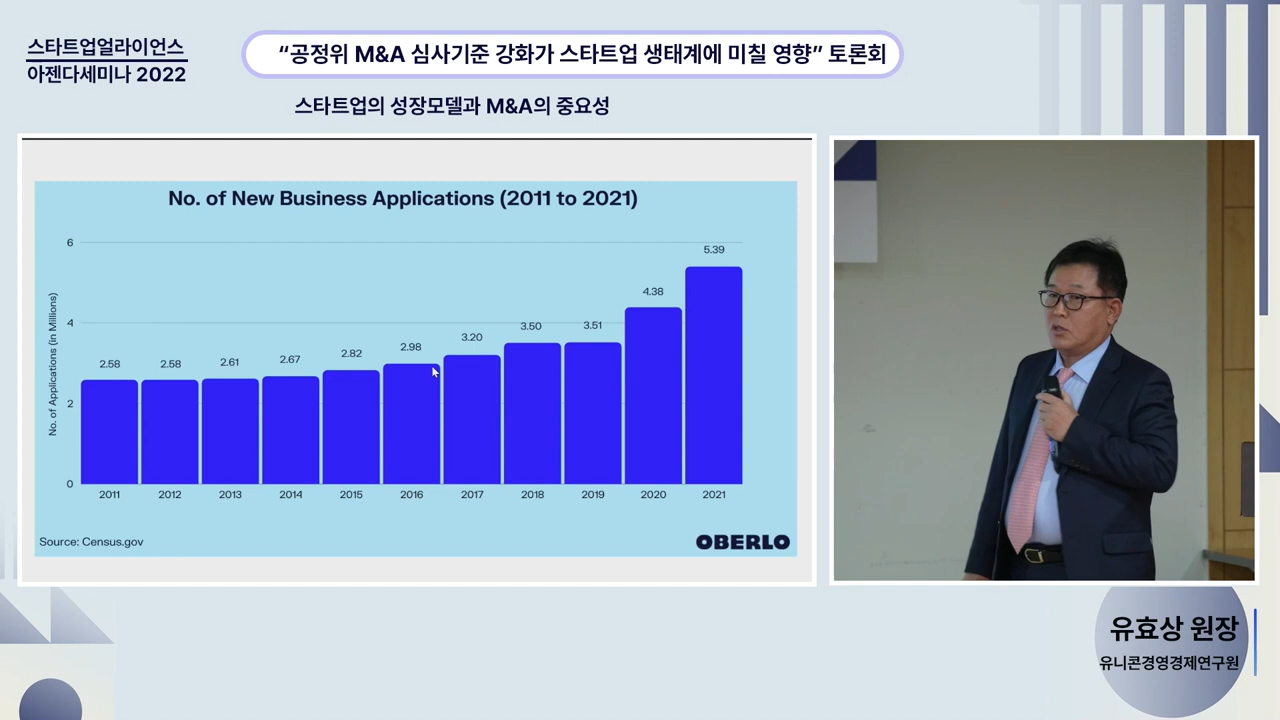 스타트업얼라이언스
아젠다세미나 2022
“공정위 M&A 심사기준 강화가 스타트업 생태계에 미칠 영향” 토론회
스타트업의 성장모델과 M&A의 중요성
No. of New Business Applications (2011 to 2021)
No. of Applications (in Millions)
6
4
2
0
2.58
2.58
2.61
2.67
2.82
2.98
3.20
3.50
3.51
4.38
5.39
2011
2012
2013
2014
2015
2016
2017
2018
2019
2020
2021
Source: Census.gov
OBERLO
유효상 원장
유니콘경영경제연구원